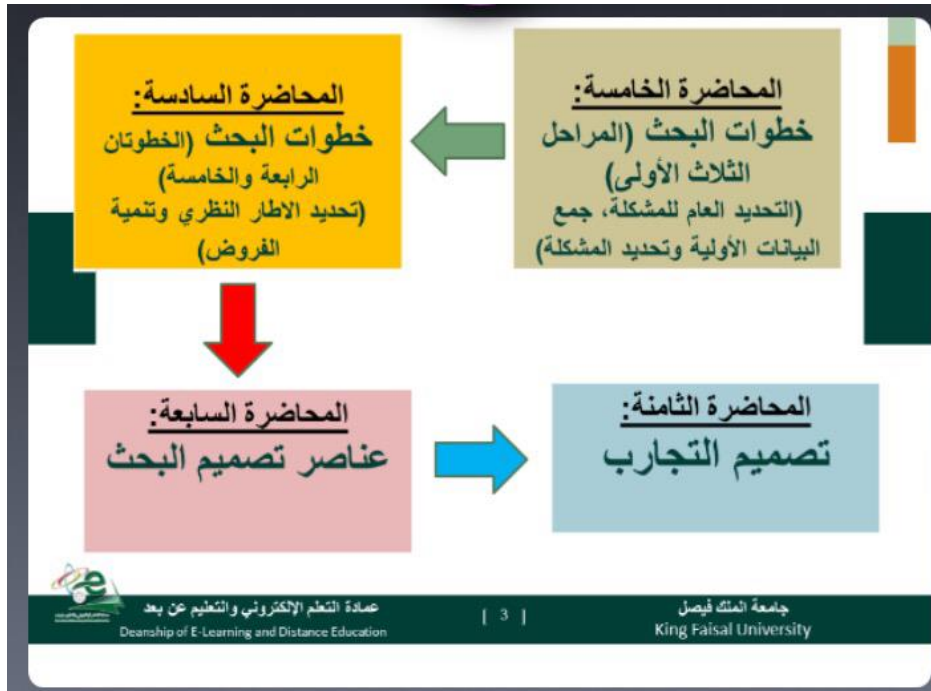 المحاضرة الخامسة:
خطوات البحث (المراحل
الثلاث الأولى)
(التحديد العام للمشكلة، جمع
البيانات الأولية وتحديد المشكلة)
المحاضرة السادسة:
خطوات البحث (الخطوتان
الرابعة والخامسة)
(تحديد الاطار النظري وتنمية
الفروض)
المحاضرة السابعة:
عناصر تصميم البحث
المحاضرة الثامنة:
تصميم التجارب
جامعة الملك فيصل
King Faisal University
[ 3 ]
عمادة التعلم الإلكتروني والتعليم عن بعد
Deanship of E-Learning and Distance Education